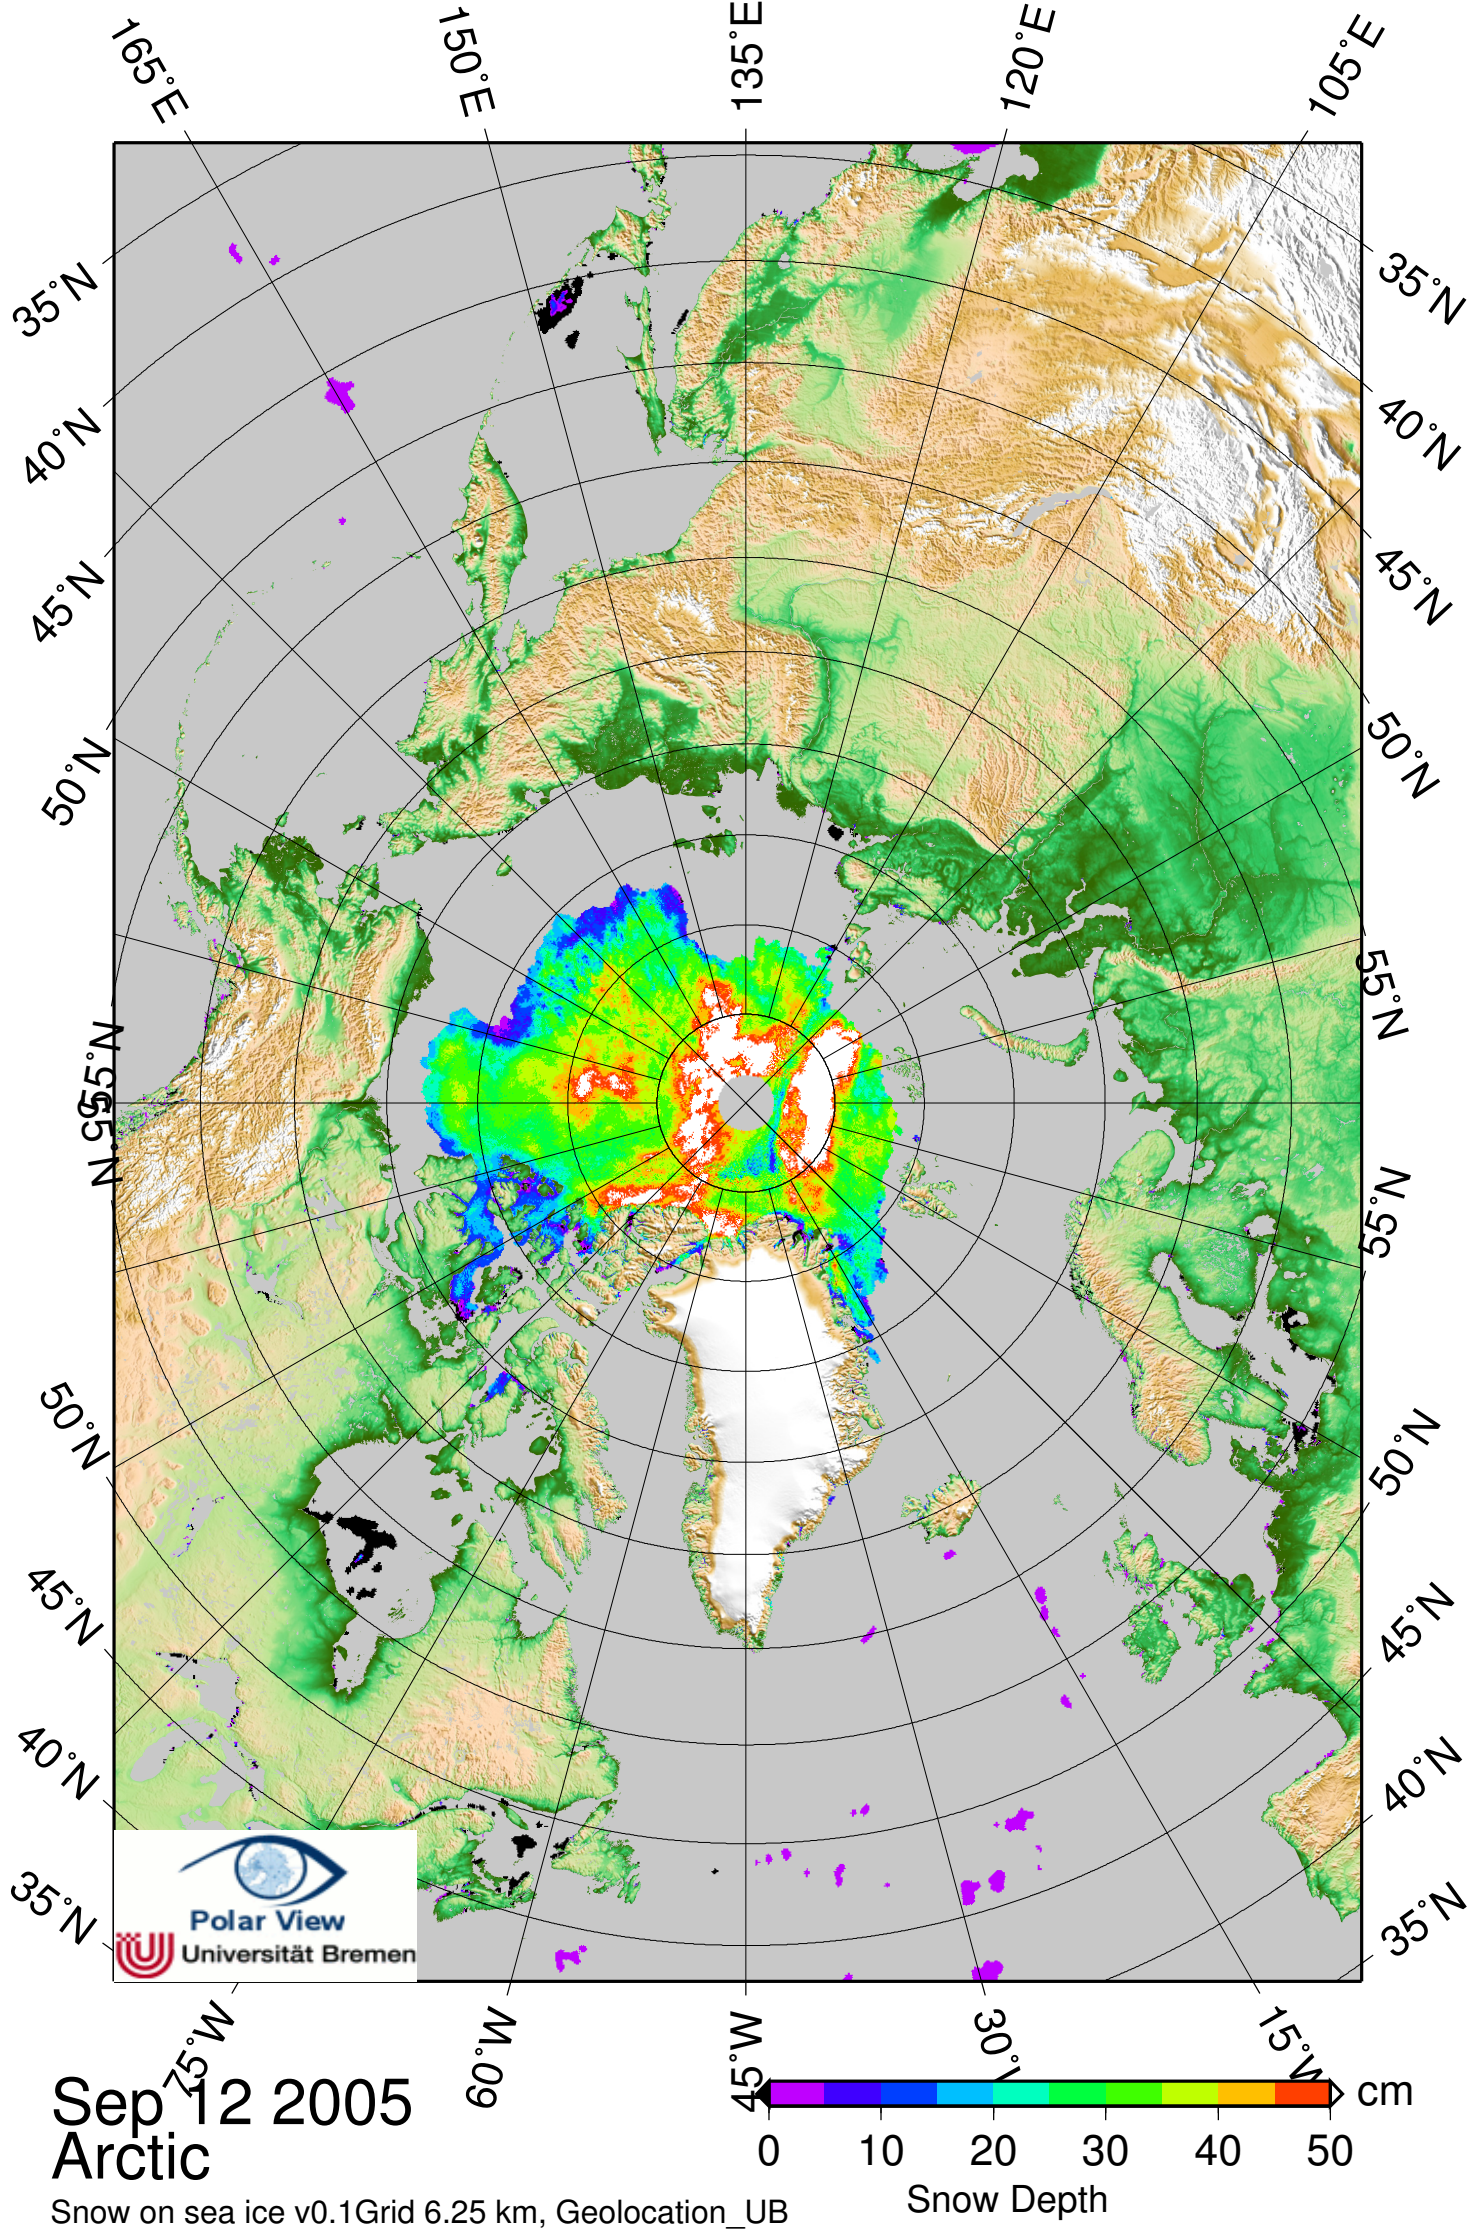 165°E
150°E
135°E
120°E
105°E
35°N
40°N
45°N
50°N
55°N
55°N
50°N
45°N
40°N
35°N
35°N
40°N
45°N
50°N
55°N
55°N
50°N
45°N
40°N
35°N
Polar View
Universität Bremen
75°W
60°W
45°W
30°W
15°W
Sep 12 2005
Arctic
Snow on sea ice v0.1Grid 6.25 km, Geolocation_UB
cm
0 10 20 30 40 50
Snow Depth